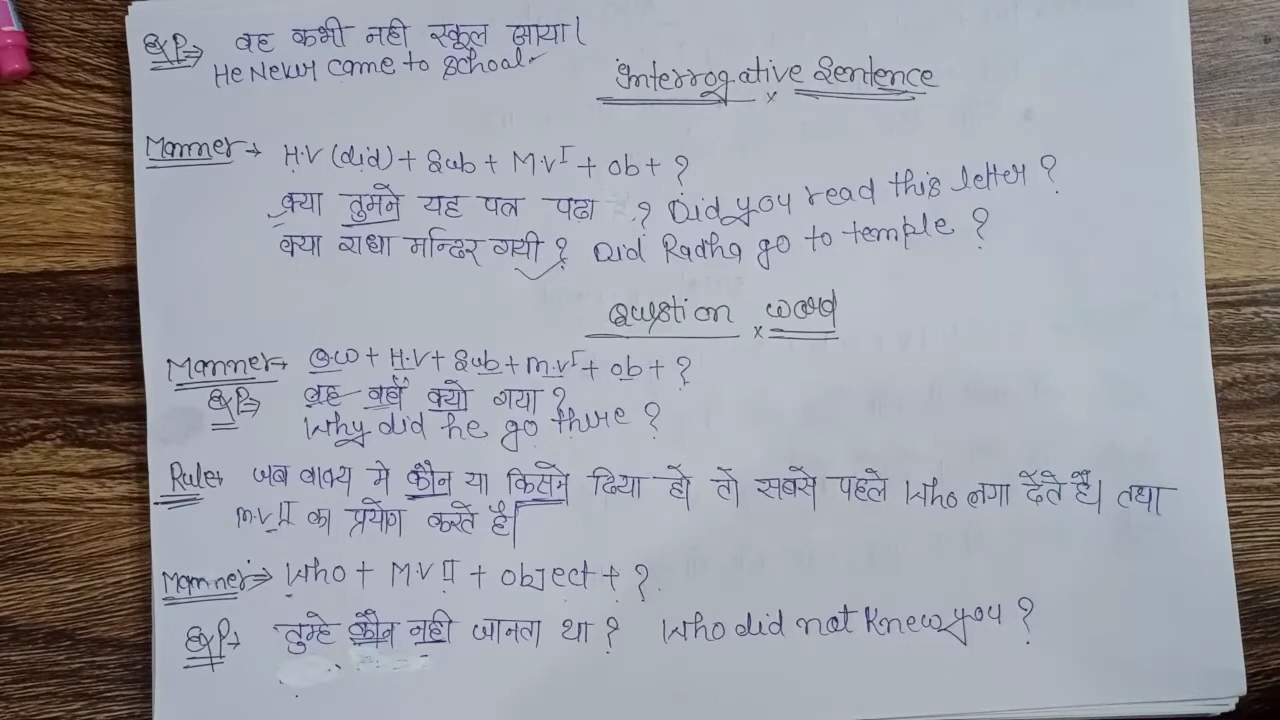 Exp→ वह कभी नही स्कूल आया।
He Never came to school.
Interrogative × Sentence
Manner→ H.V (did) + Sub + M.V I + ob + ?
क्या तुमने यह पत्र पढ़ा ? Did you read this letter ?
क्या राधा मन्दिर गयी ? Did Radha go to temple ?
Question × word
Manner→ Q.W + H.V + Sub + M.V I + ob + ?
Exp⇒ वह वहाँ क्यो गया ?
Why did he go there ?
Rule→ जब वाक्य मे कौन या किसने दिया हो तो सबसे पहले Who लगा देंते है। तथा
M.V II का प्रयोग करते है।
Manner→ Who + M.V II + object + ?
Exp→ तुम्हे कौन नही जानता था ? Who did not Knew you ?